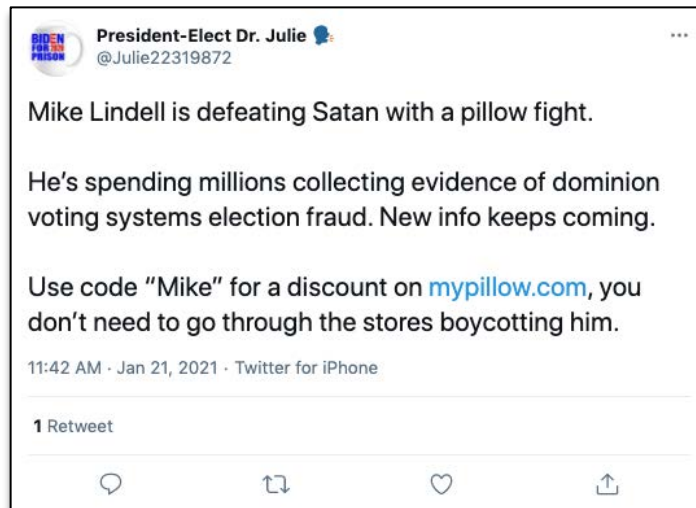 BIDEN
FOR
PRISON
President-Elect Dr. Julie 🗣
@Julie22319872
Mike Lindell is defeating Satan with a pillow fight.
He’s spending millions collecting evidence of dominion
voting systems election fraud. New info keeps coming.
Use code “Mike” for a discount on mypillow.com, you
don’t need to go through the stores boycotting him.
11:42 AM · Jan 21, 2021 · Twitter for iPhone
1 Retweet